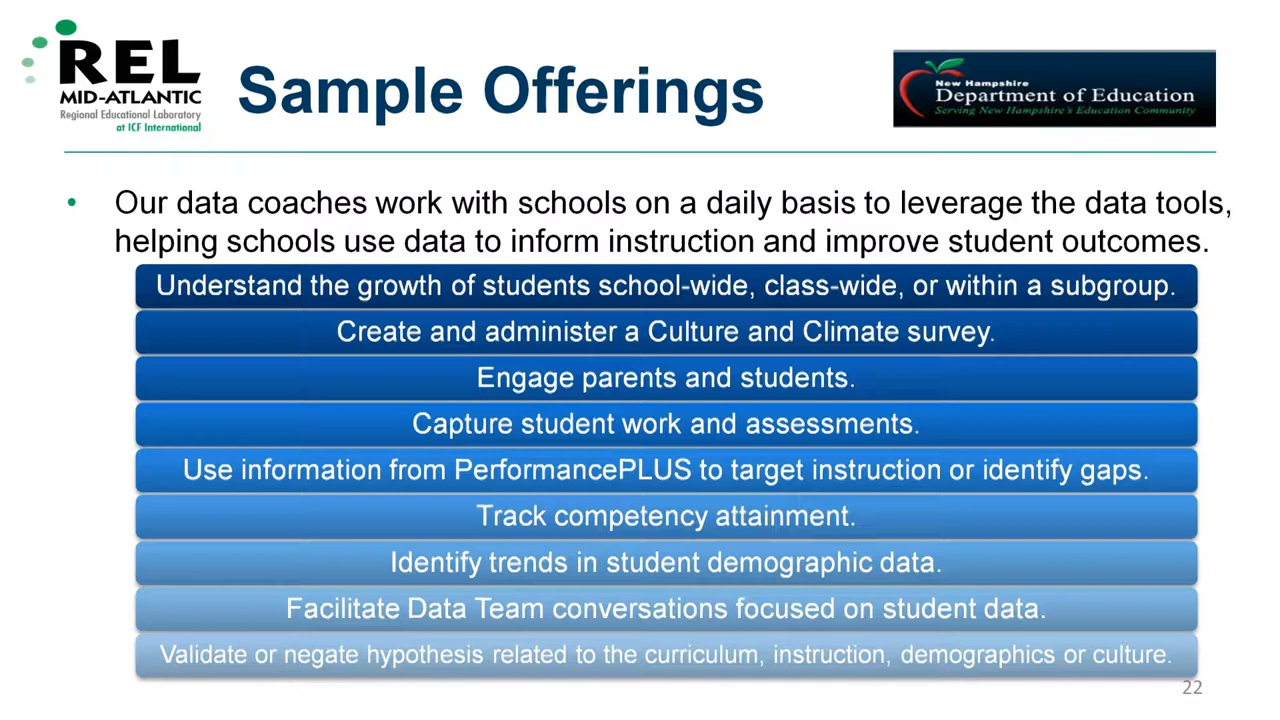 REL
MID-ATLANTIC
Regional Educational Laboratory
at ICF International
Sample Offerings
New Hampshire
Department of Education
Serving New Hampshire's Education Community
• Our data coaches work with schools on a daily basis to leverage the data tools,
helping schools use data to inform instruction and improve student outcomes.
Understand the growth of students school-wide, class-wide, or within a subgroup.
Create and administer a Culture and Climate survey.
Engage parents and students.
Capture student work and assessments.
Use information from PerformancePLUS to target instruction or identify gaps.
Track competency attainment.
Identify trends in student demographic data.
Facilitate Data Team conversations focused on student data.
Validate or negate hypothesis related to the curriculum, instruction, demographics or culture.
22